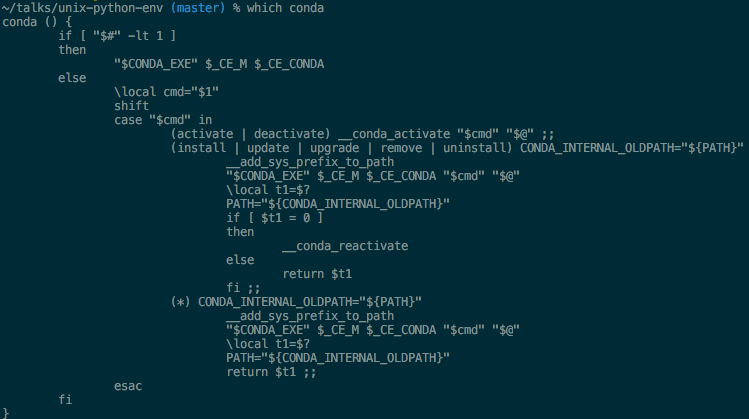 ~/talks/unix-python-env (master) % which conda
conda () {
        if [ "$#" -lt 1 ]
        then
                "$CONDA_EXE" $_CE_M $_CE_CONDA
        else
                \local cmd="$1"
                shift
                case "$cmd" in
                        (activate | deactivate) __conda_activate "$cmd" "$@" ;;
                        (install | update | upgrade | remove | uninstall) CONDA_INTERNAL_OLDPATH="${PATH}"
                                __add_sys_prefix_to_path
                                "$CONDA_EXE" $_CE_M $_CE_CONDA "$cmd" "$@"
                                \local t1=$?
                                PATH="${CONDA_INTERNAL_OLDPATH}"
                                if [ $t1 = 0 ]
                                then
                                        __conda_reactivate
                                else
                                        return $t1
                                fi ;;
                        (*) CONDA_INTERNAL_OLDPATH="${PATH}"
                                __add_sys_prefix_to_path
                                "$CONDA_EXE" $_CE_M $_CE_CONDA "$cmd" "$@"
                                \local t1=$?
                                PATH="${CONDA_INTERNAL_OLDPATH}"
                                return $t1 ;;
                esac
        fi
}